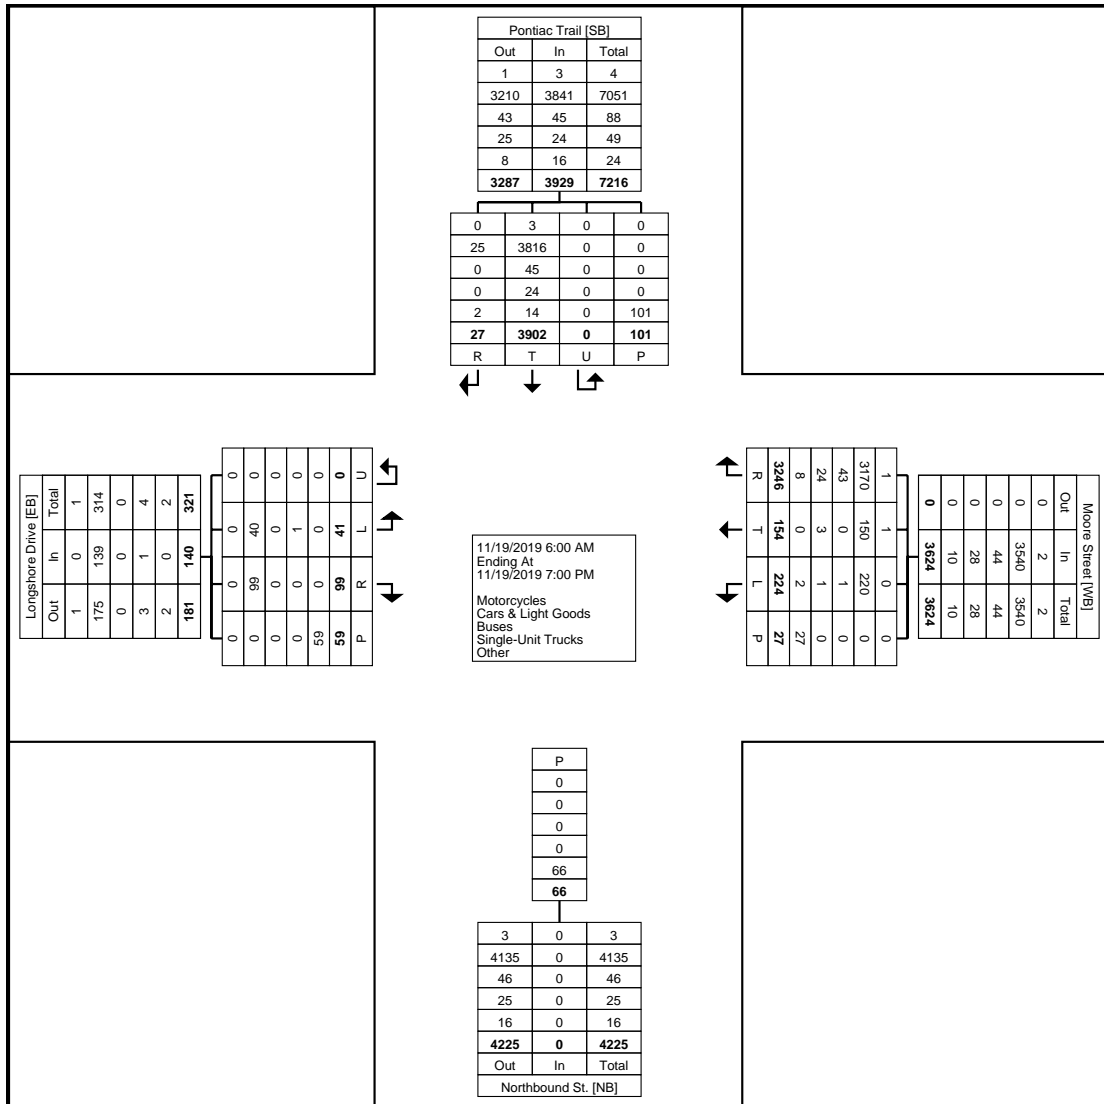 Pontiac Trail [SB]
Out In Total
1 3 4
3210 3841 7051
43 45 88
25 24 49
8 16 24
3287 3929 7216
0 3 0 0
25 3816 0 0
0 45 0 0
0 24 0 0
2 14 0 101
27 3902 0 101
R T U P
Longshore Drive [EB]
Out In Total
1 0 1
175 139 314
0 0 0
3 1 4
2 0 2
181 140 321
0 0 0 0
0 99 40 0
0 0 0 0
0 0 1 0
59 0 0 0
59 99 41 0
P R L U
11/19/2019 6:00 AM
Ending At
11/19/2019 7:00 PM
Motorcycles
Cars & Light Goods
Buses
Single-Unit Trucks
Other
Moore Street [WB]
Out In Total
0 2 2
0 3540 3540
0 44 44
0 28 28
0 10 10
0 3624 3624
1 1 0 0
3170 150 220 0
43 0 1 0
24 3 1 0
8 0 2 27
3246 154 224 27
R T L P
P
0
0
0
0
66
66
3 0 3
4135 0 4135
46 0 46
25 0 25
16 0 16
4225 0 4225
Out In Total
Northbound St. [NB]